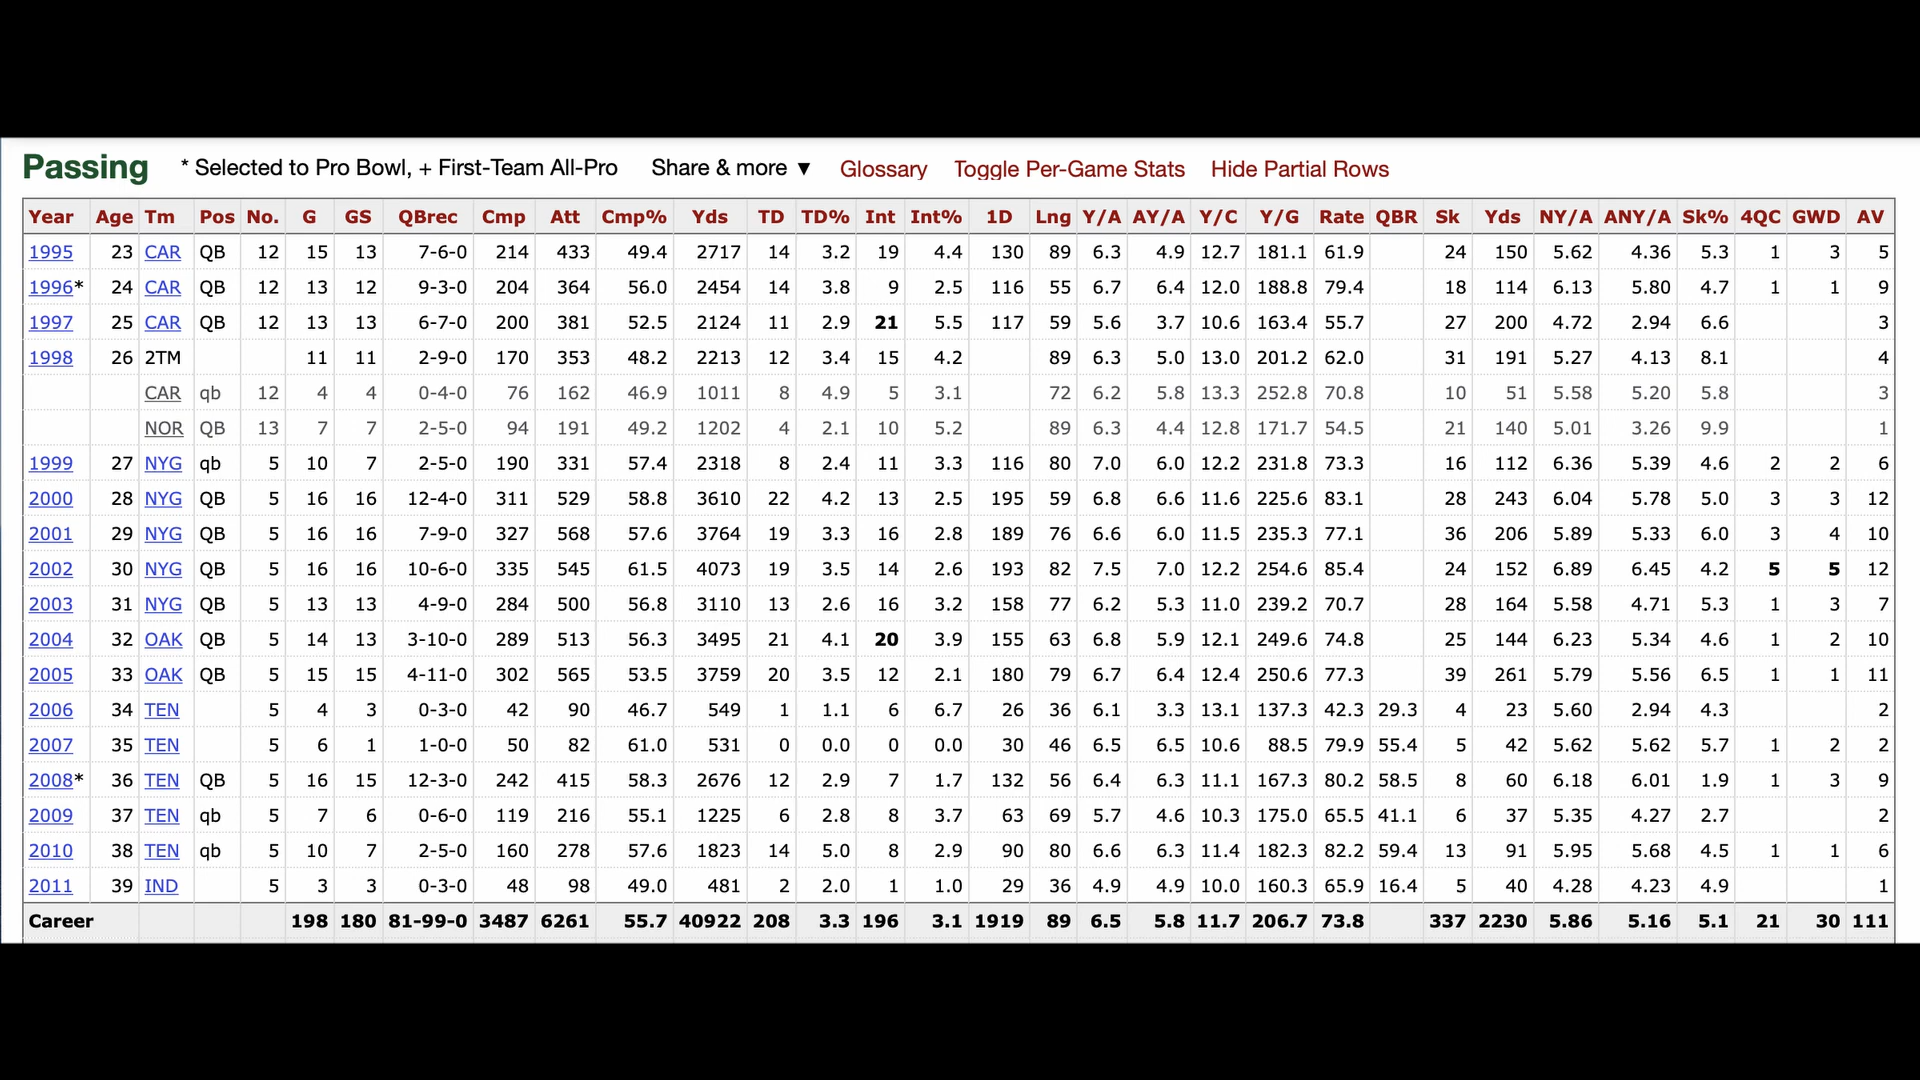 Passing * Selected to Pro Bowl, + First-Team All-Pro Share & more ▼ Glossary Toggle Per-Game Stats Hide Partial Rows
Year Age Tm Pos No. G GS QBrec Cmp Att Cmp% Yds TD TD% Int Int% 1D Lng Y/A AY/A Y/C Y/G Rate QBR Sk Yds NY/A ANY/A Sk% 4QC GWD AV
1995 23 CAR QB 12 15 13 7-6-0 214 433 49.4 2717 14 3.2 19 4.4 130 89 6.3 4.9 12.7 181.1 61.9 24 150 5.62 4.36 5.3 1 3 5
1996* 24 CAR QB 12 13 12 9-3-0 204 364 56.0 2454 14 3.8 9 2.5 116 55 6.7 6.4 12.0 188.8 79.4 18 114 6.13 5.80 4.7 1 1 9
1997 25 CAR QB 12 13 13 6-7-0 200 381 52.5 2124 11 2.9 21 5.5 117 59 5.6 3.7 10.6 163.4 55.7 27 200 4.72 2.94 6.6 3
1998 26 2TM 11 11 2-9-0 170 353 48.2 2213 12 3.4 15 4.2 89 6.3 5.0 13.0 201.2 62.0 31 191 5.27 4.13 8.1 4
CAR qb 12 4 4 0-4-0 76 162 46.9 1011 8 4.9 5 3.1 72 6.2 5.8 13.3 252.8 70.8 10 51 5.58 5.20 5.8 3
NOR QB 13 7 7 2-5-0 94 191 49.2 1202 4 2.1 10 5.2 89 6.3 4.4 12.8 171.7 54.5 21 140 5.01 3.26 9.9 1
1999 27 NYG qb 5 10 7 2-5-0 190 331 57.4 2318 8 2.4 11 3.3 116 80 7.0 6.0 12.2 231.8 73.3 16 112 6.36 5.39 4.6 2 2 6
2000 28 NYG QB 5 16 16 12-4-0 311 529 58.8 3610 22 4.2 13 2.5 195 59 6.8 6.6 11.6 225.6 83.1 28 243 6.04 5.78 5.0 3 3 12
2001 29 NYG QB 5 16 16 7-9-0 327 568 57.6 3764 19 3.3 16 2.8 189 76 6.6 6.0 11.5 235.3 77.1 36 206 5.89 5.33 6.0 3 4 10
2002 30 NYG QB 5 16 16 10-6-0 335 545 61.5 4073 19 3.5 14 2.6 193 82 7.5 7.0 12.2 254.6 85.4 24 152 6.89 6.45 4.2 5 5 12
2003 31 NYG QB 5 13 13 4-9-0 284 500 56.8 3110 13 2.6 16 3.2 158 77 6.2 5.3 11.0 239.2 70.7 28 164 5.58 4.71 5.3 1 3 7
2004 32 OAK QB 5 14 13 3-10-0 289 513 56.3 3495 21 4.1 20 3.9 155 63 6.8 5.9 12.1 249.6 74.8 25 144 6.23 5.34 4.6 1 2 10
2005 33 OAK QB 5 15 15 4-11-0 302 565 53.5 3759 20 3.5 12 2.1 180 79 6.7 6.4 12.4 250.6 77.3 39 261 5.79 5.56 6.5 1 1 11
2006 34 TEN 5 4 3 0-3-0 42 90 46.7 549 1 1.1 6 6.7 26 36 6.1 3.3 13.1 137.3 42.3 29.3 4 23 5.60 2.94 4.3 2
2007 35 TEN 5 6 1 1-0-0 50 82 61.0 531 0 0.0 0 0.0 30 46 6.5 6.5 10.6 88.5 79.9 55.4 5 42 5.62 5.62 5.7 1 2 2
2008* 36 TEN QB 5 16 15 12-3-0 242 415 58.3 2676 12 2.9 7 1.7 132 56 6.4 6.3 11.1 167.3 80.2 58.5 8 60 6.18 6.01 1.9 1 3 9
2009 37 TEN qb 5 7 6 0-6-0 119 216 55.1 1225 6 2.8 8 3.7 63 69 5.7 4.6 10.3 175.0 65.5 41.1 6 37 5.35 4.27 2.7 2
2010 38 TEN qb 5 10 7 2-5-0 160 278 57.6 1823 14 5.0 8 2.9 90 80 6.6 6.3 11.4 182.3 82.2 59.4 13 91 5.95 5.68 4.5 1 1 6
2011 39 IND 5 3 3 0-3-0 48 98 49.0 481 2 2.0 1 1.0 29 36 4.9 4.9 10.0 160.3 65.9 16.4 5 40 4.28 4.23 4.9 1
Career 198 180 81-99-0 3487 6261 55.7 40922 208 3.3 196 3.1 1919 89 6.5 5.8 11.7 206.7 73.8 337 2230 5.86 5.16 5.1 21 30 111